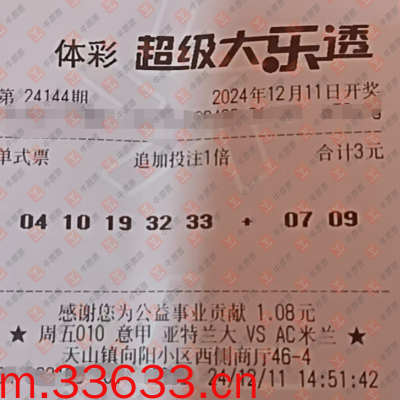 体彩 超级大乐透
第 24144期 2024年12月11日开奖
单式票 追加投注1倍 合计3元
04 10 19 32 33 + 07 09
感谢您为公益事业贡献 1.08元
★ 周五010 意甲 亚特兰大 VS AC米兰 ★
天山镇向阳小区西侧商厅46-4
24/12/11 14:51:42
m.33633.cn